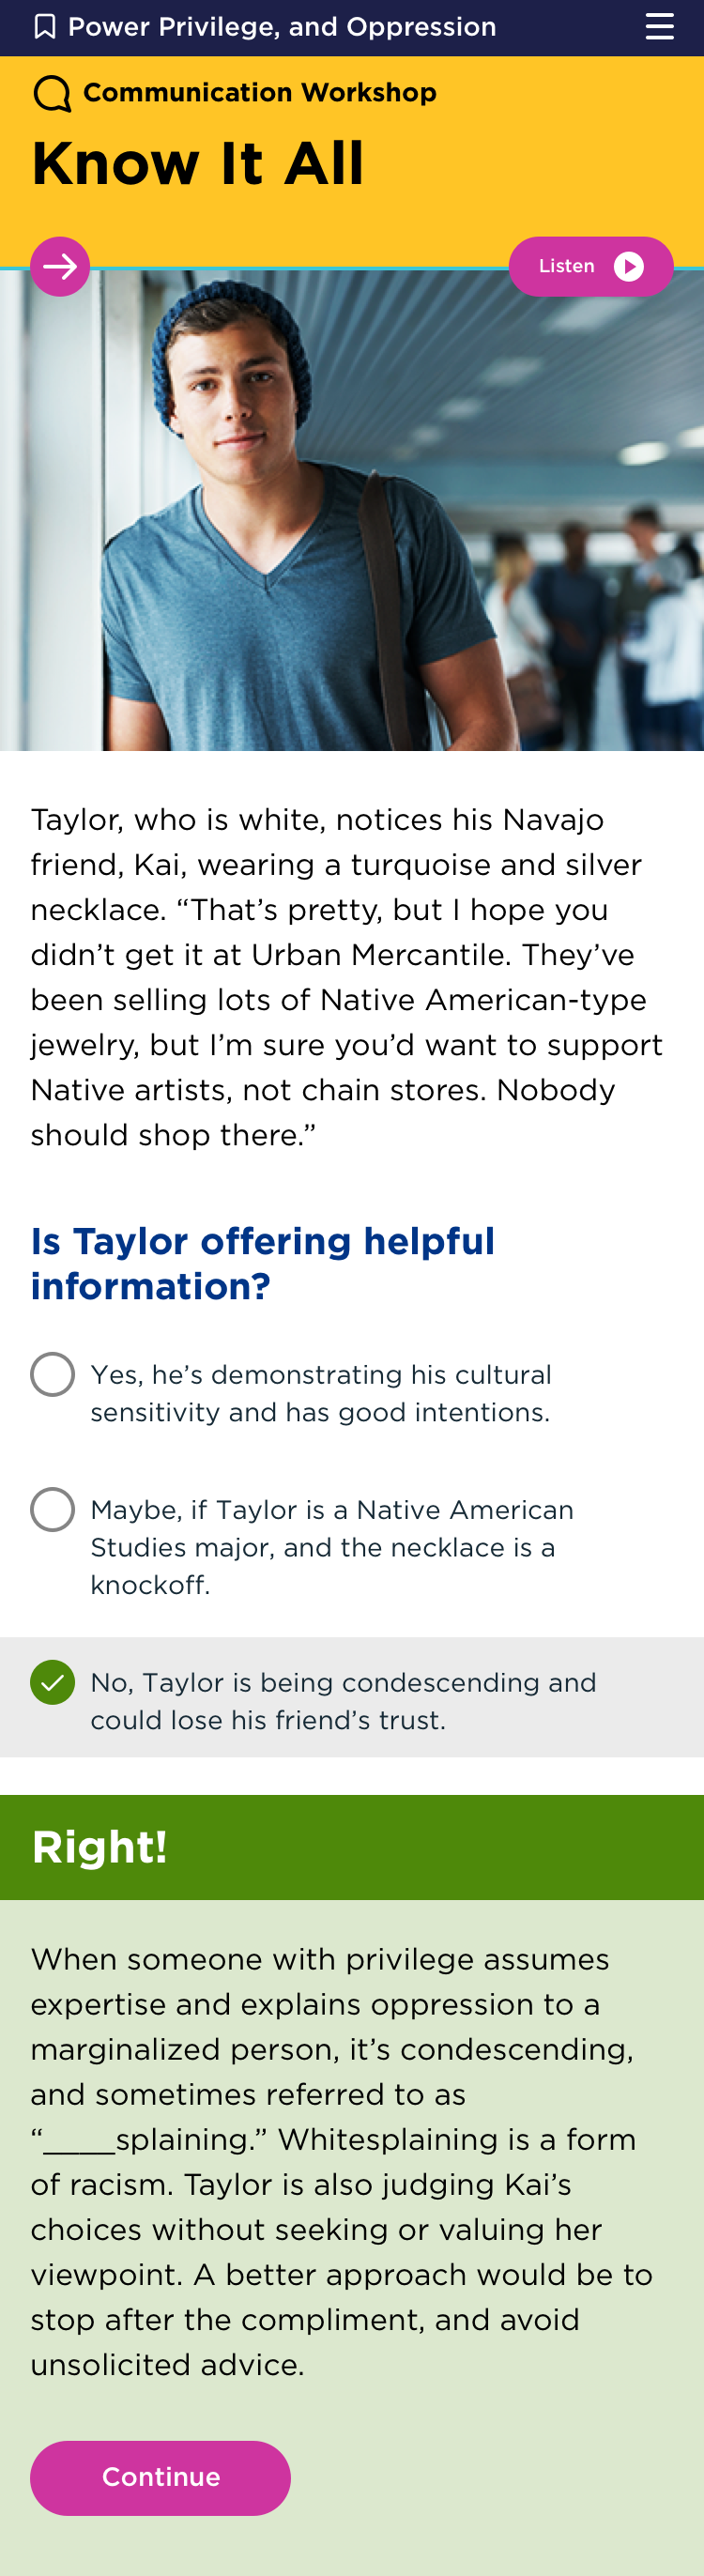 Power Privilege, and Oppression
Communication Workshop
Know It All
Listen
Taylor, who is white, notices his Navajo
friend, Kai, wearing a turquoise and silver
necklace. “That’s pretty, but I hope you
didn’t get it at Urban Mercantile. They’ve
been selling lots of Native American-type
jewelry, but I’m sure you’d want to support
Native artists, not chain stores. Nobody
should shop there.”
Is Taylor offering helpful
information?
Yes, he’s demonstrating his cultural
sensitivity and has good intentions.
Maybe, if Taylor is a Native American
Studies major, and the necklace is a
knockoff.
No, Taylor is being condescending and
could lose his friend’s trust.
Right!
When someone with privilege assumes
expertise and explains oppression to a
marginalized person, it’s condescending,
and sometimes referred to as
“____splaining.” Whitesplaining is a form
of racism. Taylor is also judging Kai’s
choices without seeking or valuing her
viewpoint. A better approach would be to
stop after the compliment, and avoid
unsolicited advice.
Continue